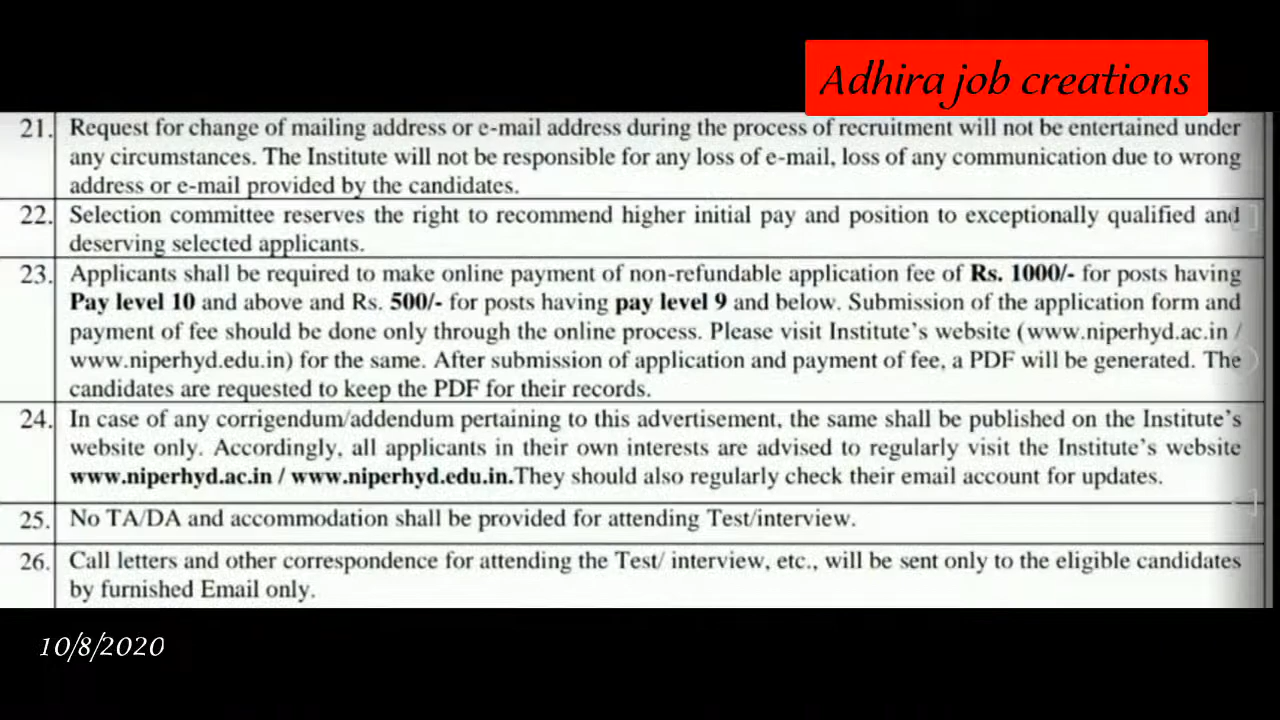 Adhira job creations
21. Request for change of mailing address or e-mail address during the process of recruitment will not be entertained under
any circumstances. The Institute will not be responsible for any loss of e-mail, loss of any communication due to wrong
address or e-mail provided by the candidates.
22. Selection committee reserves the right to recommend higher initial pay and position to exceptionally qualified and
deserving selected applicants.
23. Applicants shall be required to make online payment of non-refundable application fee of Rs. 1000/- for posts having
Pay level 10 and above and Rs. 500/- for posts having pay level 9 and below. Submission of the application form and
payment of fee should be done only through the online process. Please visit Institute's website (www.niperhyd.ac.in /
www.niperhyd.edu.in) for the same. After submission of application and payment of fee, a PDF will be generated. The
candidates are requested to keep the PDF for their records.
24. In case of any corrigendum/addendum pertaining to this advertisement, the same shall be published on the Institute's
website only. Accordingly, all applicants in their own interests are advised to regularly visit the Institute's website
www.niperhyd.ac.in / www.niperhyd.edu.in.They should also regularly check their email account for updates.
25. No TA/DA and accommodation shall be provided for attending Test/interview.
26. Call letters and other correspondence for attending the Test/ interview, etc., will be sent only to the eligible candidates
by furnished Email only.
10/8/2020